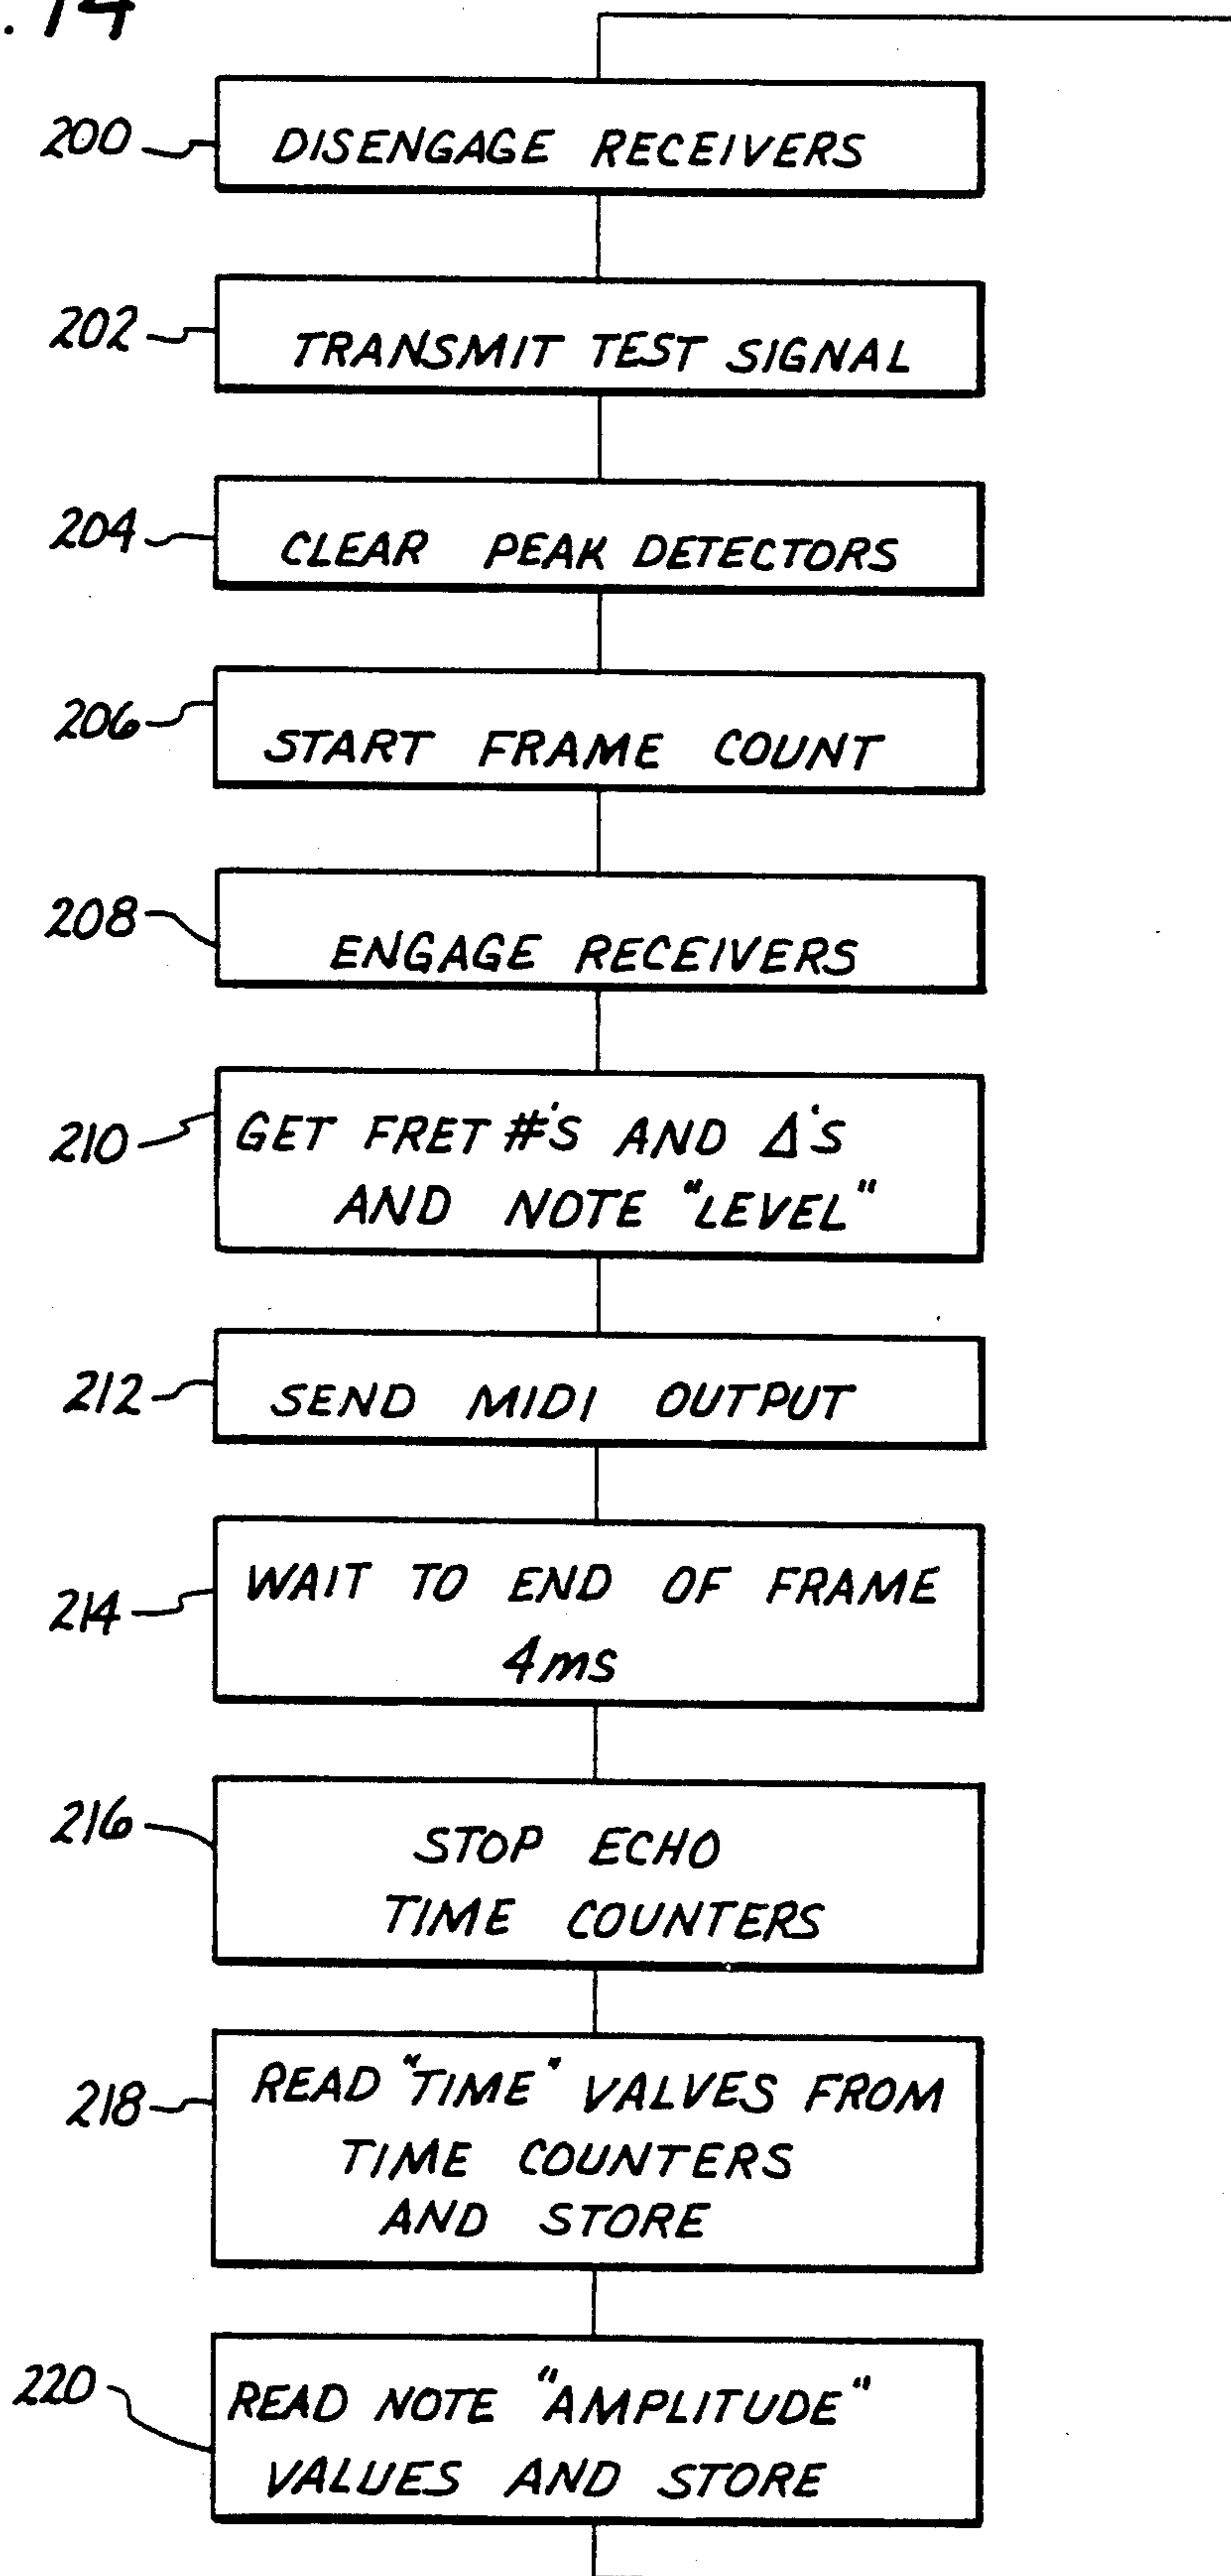 . 14
200
DISENGAGE RECEIVERS
202
TRANSMIT TEST SIGNAL
204
CLEAR PEAK DETECTORS
206
START FRAME COUNT
208
ENGAGE RECEIVERS
210
GET FRET #'S AND Δ'S
AND NOTE "LEVEL"
212
SEND MIDI OUTPUT
214
WAIT TO END OF FRAME
4ms
216
STOP ECHO
TIME COUNTERS
218
READ "TIME" VALVES FROM
TIME COUNTERS
AND STORE
220
READ NOTE "AMPLITUDE"
VALUES AND STORE